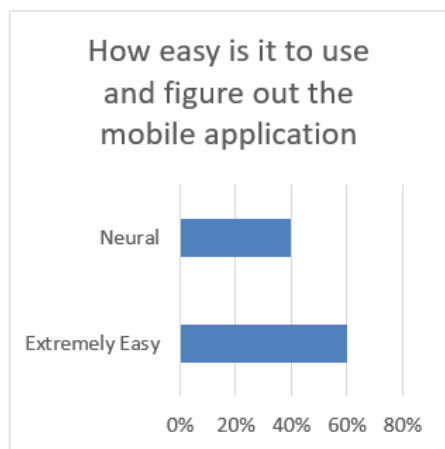 How easy is it to use
and figure out the
mobile application
Neural
Extremely Easy
0% 20% 40% 60% 80%